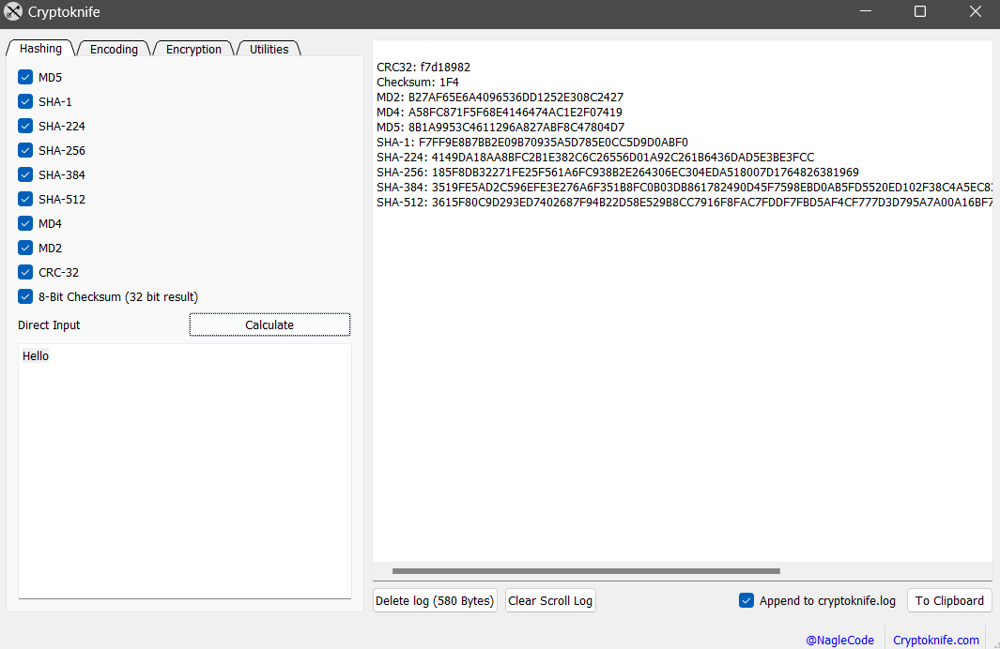 Cryptoknife
Hashing
Encoding
Encryption
Utilities
MD5
SHA-1
SHA-224
SHA-256
SHA-384
SHA-512
MD4
MD2
CRC-32
8-Bit Checksum (32 bit result)
Direct Input
Calculate
Hello
CRC32: f7d18982
Checksum: 1F4
MD2: B27AF65E6A4096536DD1252E308C2427
MD4: A58FC871F5F68E4146474AC1E2F07419
MD5: 8B1A9953C4611296A827ABF8C47804D7
SHA-1: F7FF9E8B7BB2E09B70935A5D785E0CC5D9D0ABF0
SHA-224: 4149DA18AA8BFC2B1E382C6C26556D01A92C261B6436DAD5E3BE3FCC
SHA-256: 185F8DB32271FE25F561A6FC938B2E264306EC304EDA518007D1764826381969
SHA-384: 3519FE5AD2C596EFE3E276A6F351B8FC0B03DB861782490D45F7598EBD0AB5FD5520ED102F38C4A5EC83
SHA-512: 3615F80C9D293ED7402687F94B22D58E529B8CC7916F8FAC7FDDF7FBD5AF4CF777D3D795A7A00A16BF7
Delete log (580 Bytes)
Clear Scroll Log
Append to cryptoknife.log
To Clipboard
@NagleCode
Cryptoknife.com